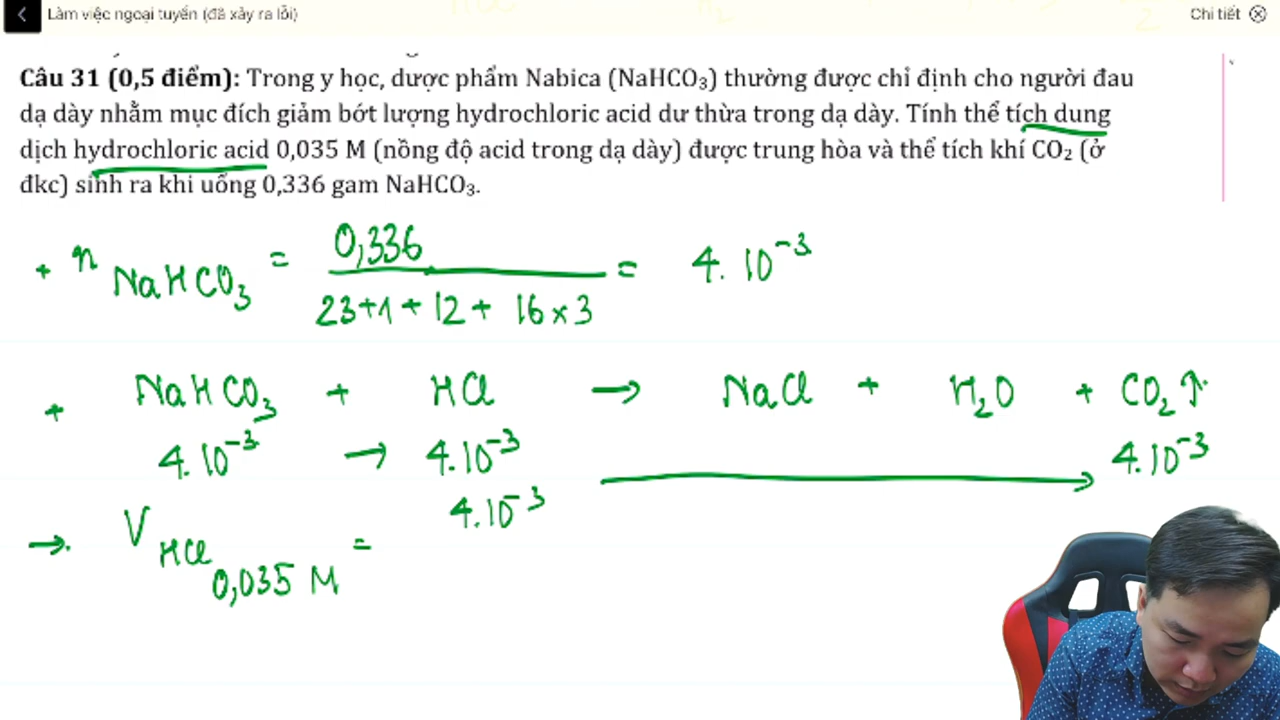 Làm việc ngoại tuyến (đã xảy ra lỗi)
Chi tiết
Câu 31 (0,5 điểm): Trong y học, dược phẩm Nabica (NaHCO₃) thường được chỉ định cho người đau
dạ dày nhằm mục đích giảm bớt lượng hydrochloric acid dư thừa trong dạ dày. Tính thể tích dung
dịch hydrochloric acid 0,035 M (nồng độ acid trong dạ dày) được trung hòa và thể tích khí CO₂ (ở
đkc) sinh ra khi uống 0,336 gam NaHCO₃.
+ n NaHCO₃ = 0,336 / 23+1+12+ 16×3 = 4.10⁻³
+ NaHCO₃ + HCl → NaCl + H₂O + CO₂↑
4.10⁻³ → 4.10⁻³ → 4.10⁻³
→ V HCl 0,035 M = 4.10⁻³